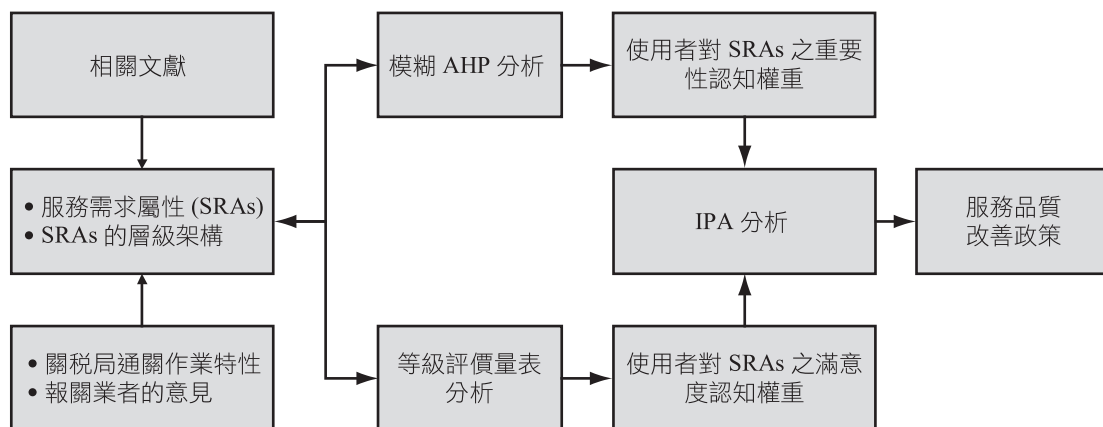 相關文獻
模糊 AHP 分析
使用者對 SRAs 之重要
性認知權重
• 服務需求屬性 (SRAs)
• SRAs 的層級架構
IPA 分析
服務品質
改善政策
• 關稅局通關作業特性
• 報關業者的意見
等級評價量表
分析
使用者對 SRAs 之滿意
度認知權重